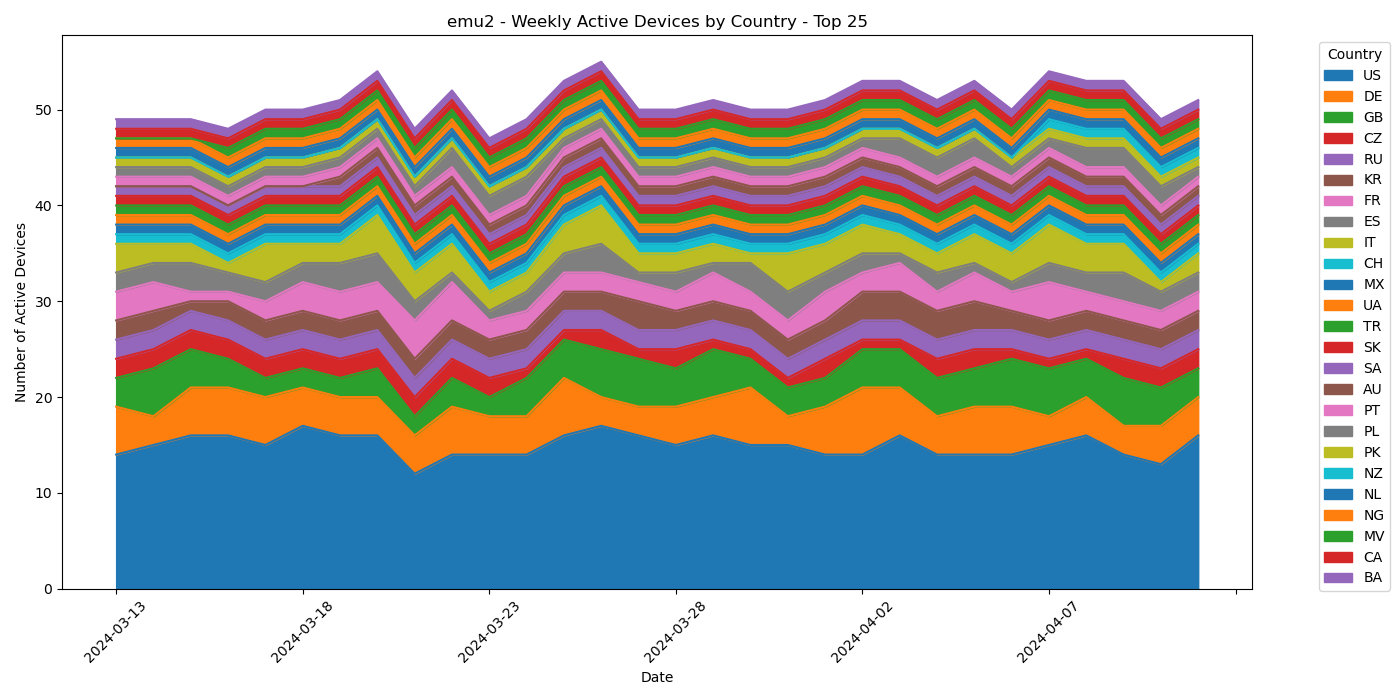 emu2 - Weekly Active Devices by Country - Top 25
Number of Active Devices
50
40
30
20
10
0
2024-03-13
2024-03-18
2024-03-23
2024-03-28
2024-04-02
2024-04-07
Date
Country
US
DE
GB
CZ
RU
KR
FR
ES
IT
CH
MX
UA
TR
SK
SA
AU
PT
PL
PK
NZ
NL
NG
MV
CA
BA